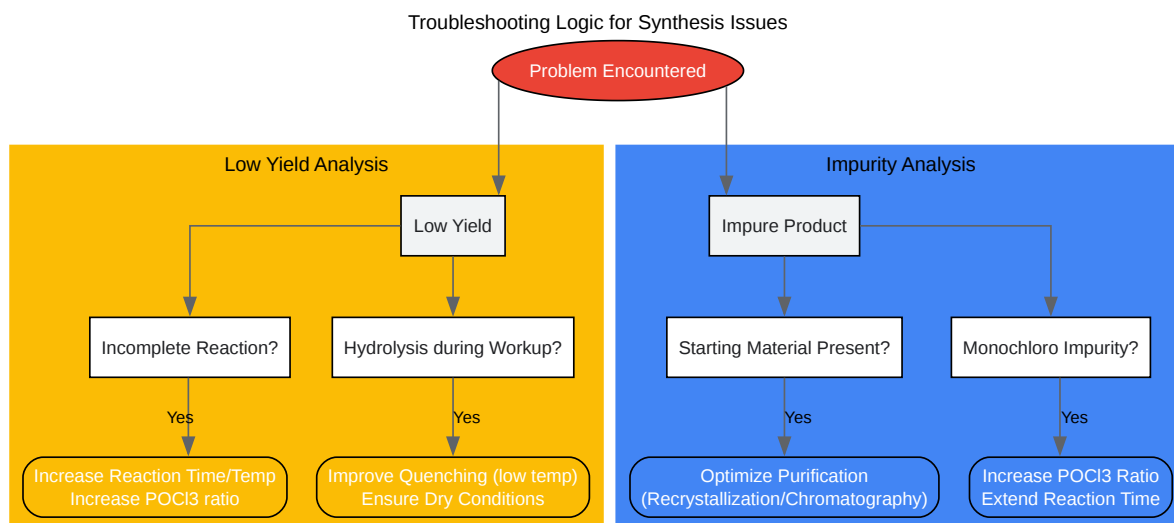 Troubleshooting Logic for Synthesis Issues
Problem Encountered
Low Yield Analysis
Impurity Analysis
Low Yield
Impure Product
Incomplete Reaction?
Hydrolysis during Workup?
Starting Material Present?
Monochloro Impurity?
Yes
Yes
Yes
Yes
Increase Reaction Time/Temp
Increase POCl3 ratio
Improve Quenching (low temp)
Ensure Dry Conditions
Optimize Purification
(Recrystallization/Chromatography)
Increase POCl3 Ratio
Extend Reaction Time